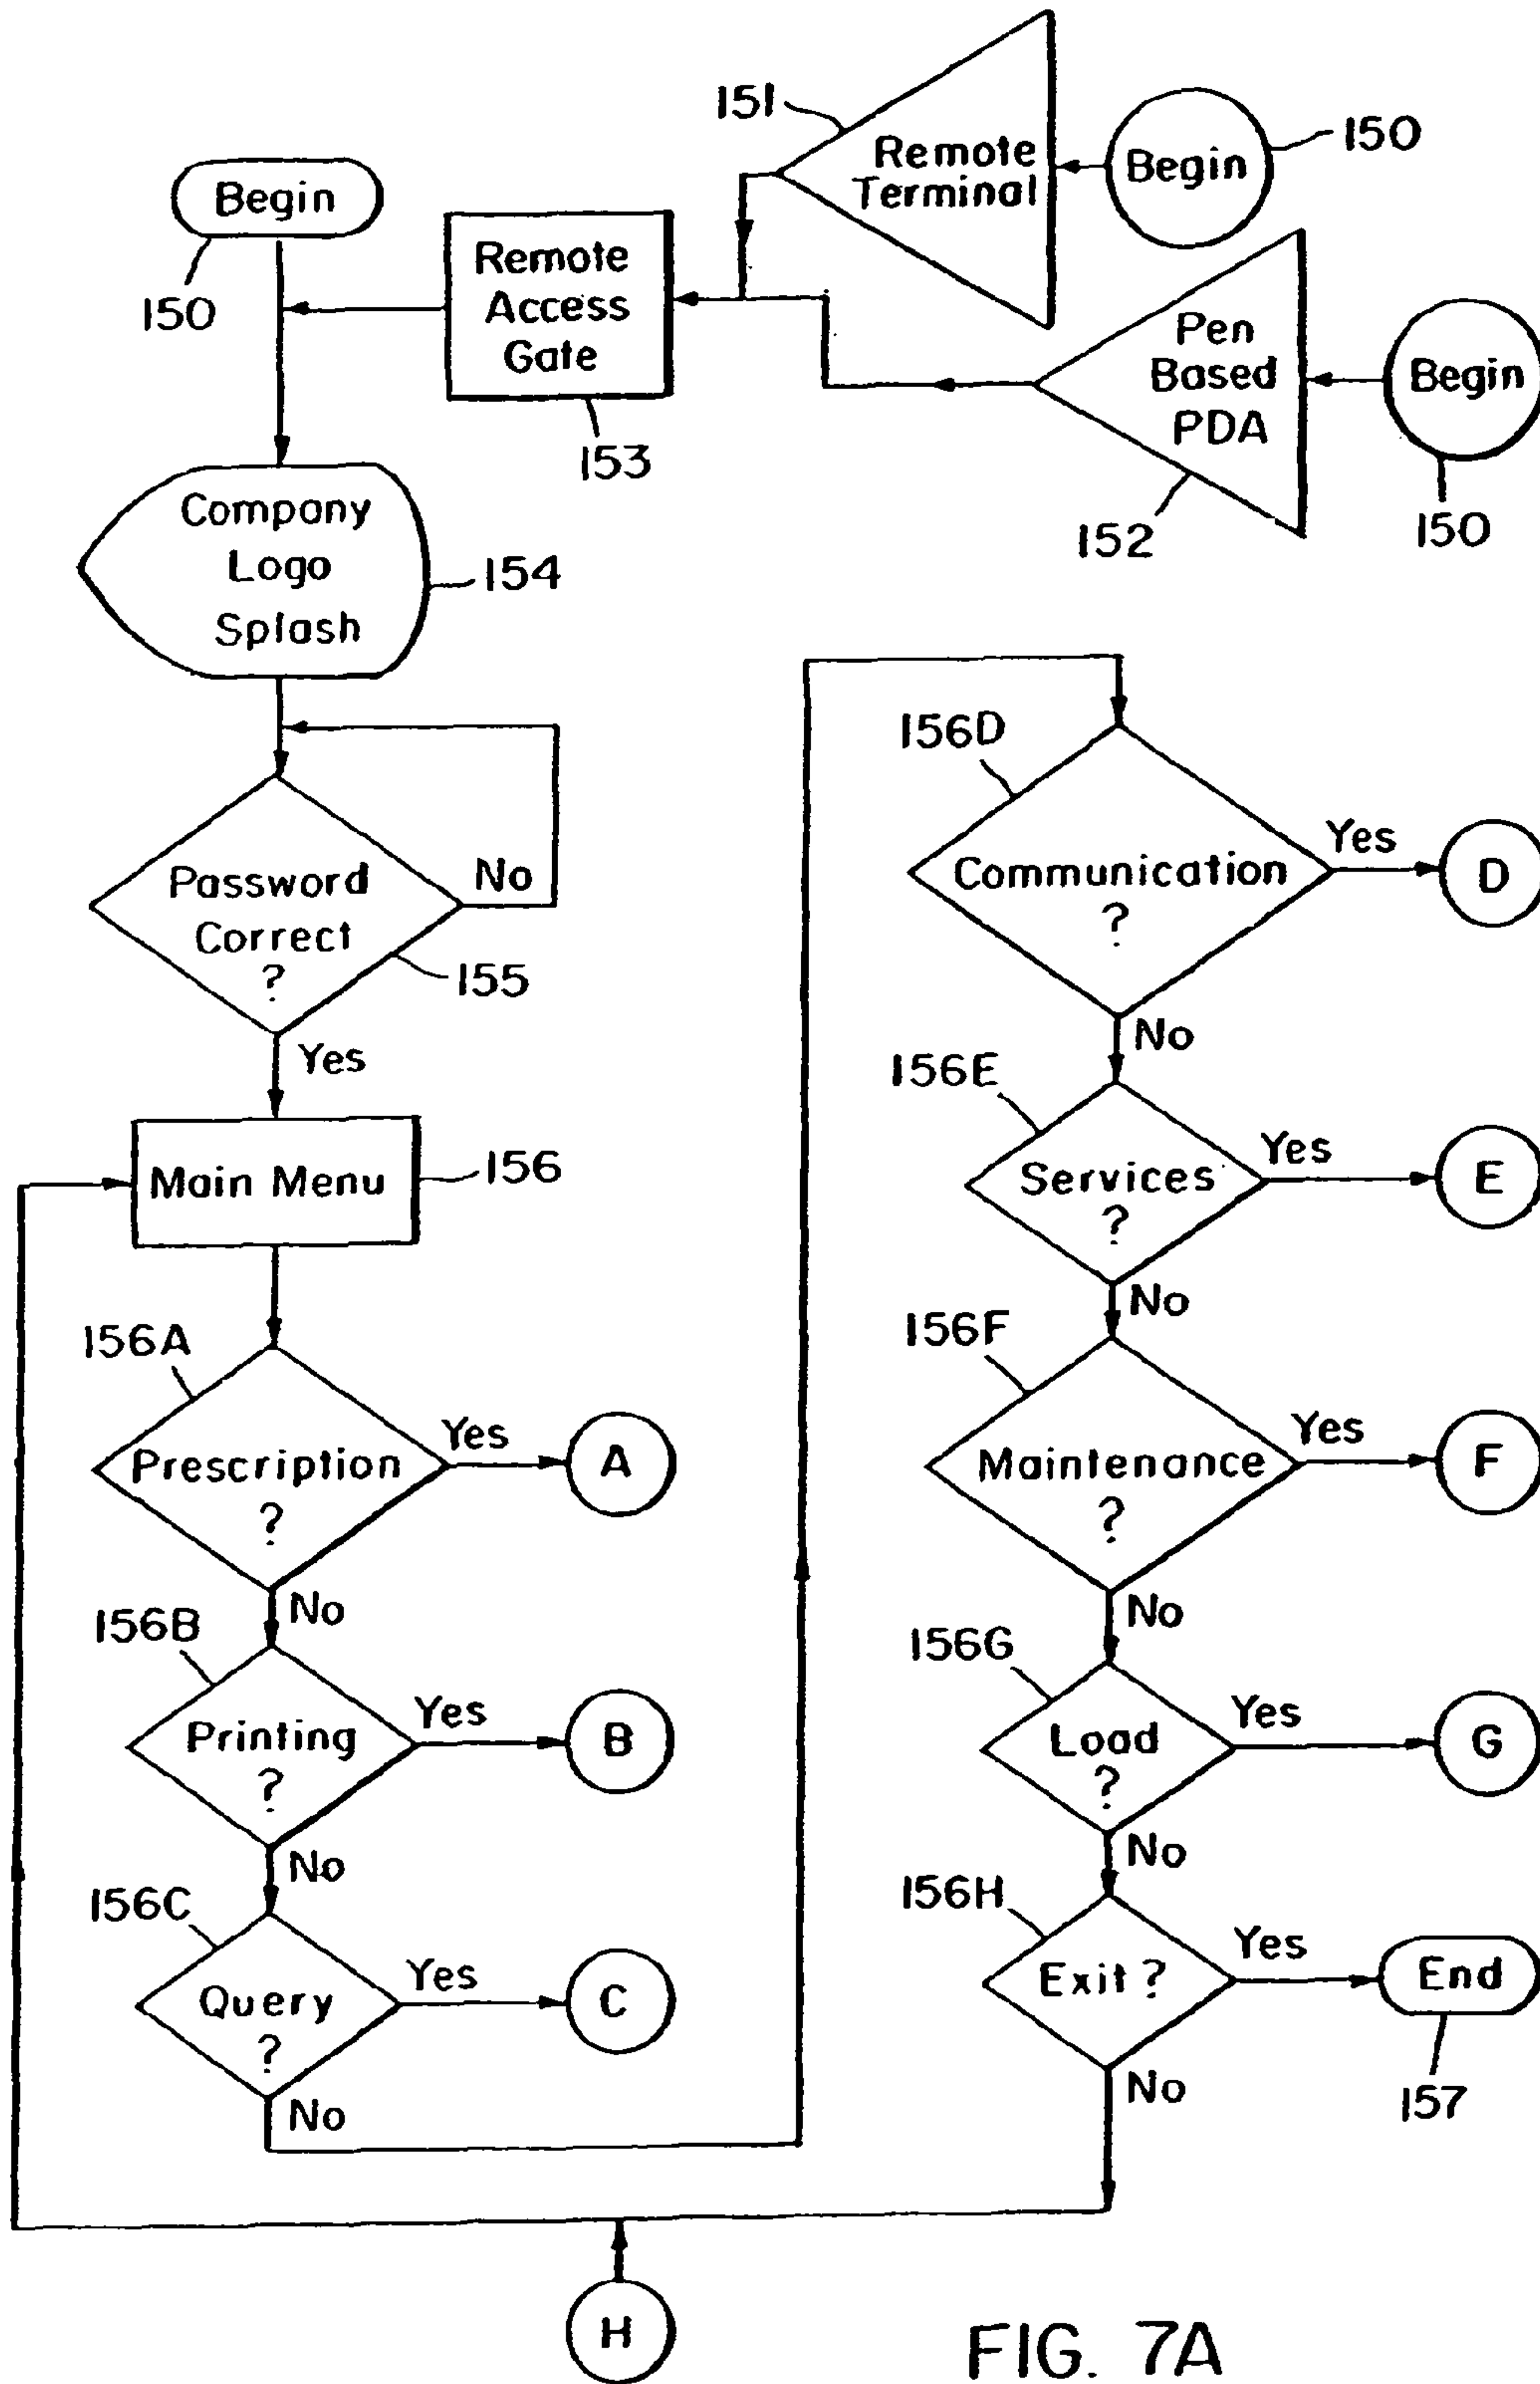 151
Remote
Terminal
Begin
150
Begin
150
Remote
Access
Gate
153
Pen
Based
PDA
152
Begin
150
Company
Logo
Splash
154
Password
Correct
?
No
155
Yes
Main Menu
156
156A
Prescription
?
Yes
A
No
156B
Printing
?
Yes
B
No
156C
Query
?
Yes
C
No
156D
Communication
?
Yes
D
No
156E
Services
?
Yes
E
No
156F
Maintenance
?
Yes
F
No
156G
Load
?
Yes
G
No
156H
Exit ?
Yes
End
157
No
H
FIG. 7A